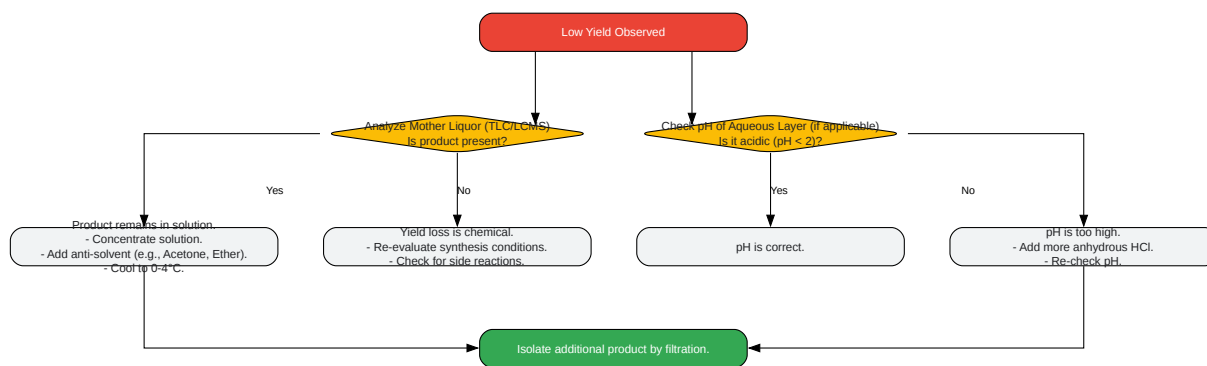 Low Yield Observed
Analyze Mother Liquor (TLC/LCMS)
Is product present?
Check pH of Aqueous Layer (if applicable)
Is it acidic (pH < 2)?
Yes
No
Yes
No
Product remains in solution.
- Concentrate solution.
- Add anti-solvent (e.g., Acetone, Ether).
- Cool to 0-4°C.
Yield loss is chemical.
- Re-evaluate synthesis conditions.
- Check for side reactions.
pH is correct.
pH is too high.
- Add more anhydrous HCl.
- Re-check pH.
Isolate additional product by filtration.